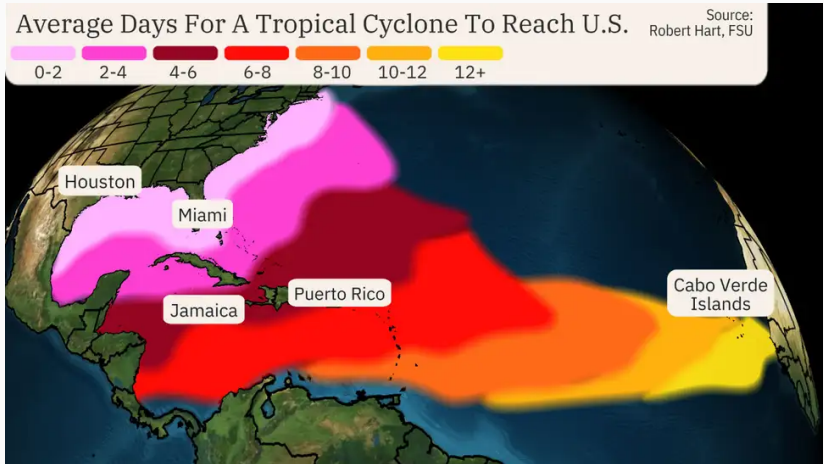 Average Days For A Tropical Cyclone To Reach U.S.
Source:
Robert Hart, FSU
0-2
2-4
4-6
6-8
8-10
10-12
12+
Houston
Miami
Cabo Verde
Islands
Puerto Rico
Jamaica